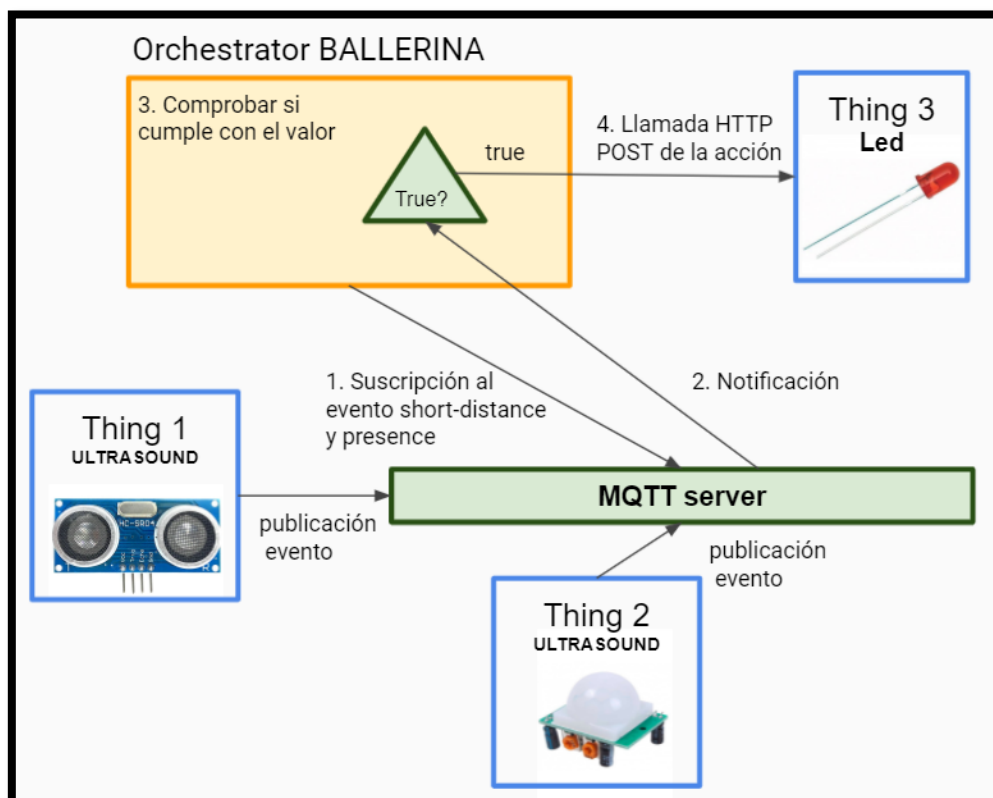 Orchestrator BALLERINA
3. Comprobar si
cumple con el valor
True?
true
4. Llamada HTTP
POST de la acción
Thing 3
Led
1. Suscripción al
evento short-distance
y presence
2. Notificación
Thing 1
ULTRASOUND
HC-SR04
publicación
evento
MQTT server
publicación
evento
Thing 2
ULTRASOUND